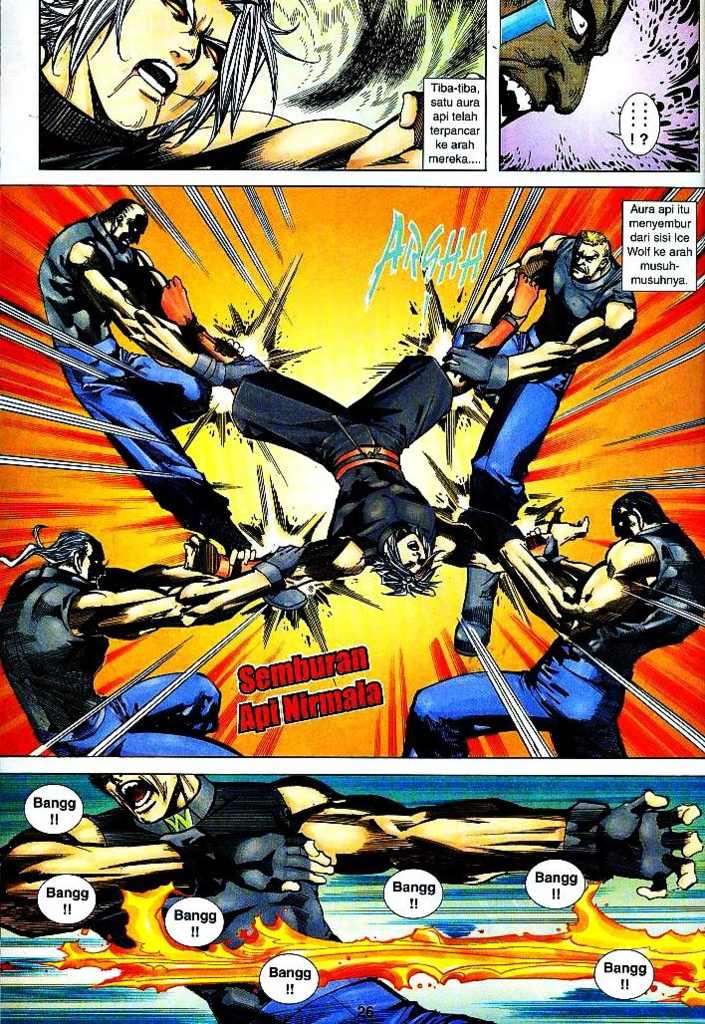 Tiba-tiba,
satu aura
api telah
terpancar
ke arah
mereka....
......!?
Aura api itu
menyembur
dari sisi Ice
Wolf ke arah
musuh-
musuhnya.
ARGHH
Semburan
Api Nirmala
Bangg
!!
Bangg
!!
Bangg
!!
Bangg
!!
Bangg
!!
Bangg
!!
Bangg
!!
W
26